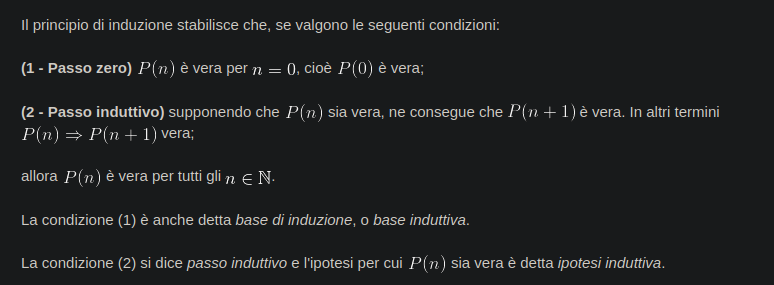 Il principio di induzione stabilisce che, se valgono le seguenti condizioni:
(1 - Passo zero) P(n) è vera per n = 0, cioè P(0) è vera;
(2 - Passo induttivo) supponendo che P(n) sia vera, ne consegue che P(n + 1) è vera. In altri termini
P(n) ⇒ P(n + 1) vera;
allora P(n) è vera per tutti gli n ∈ ℕ.
La condizione (1) è anche detta base di induzione, o base induttiva.
La condizione (2) si dice passo induttivo e l'ipotesi per cui P(n) sia vera è detta ipotesi induttiva.